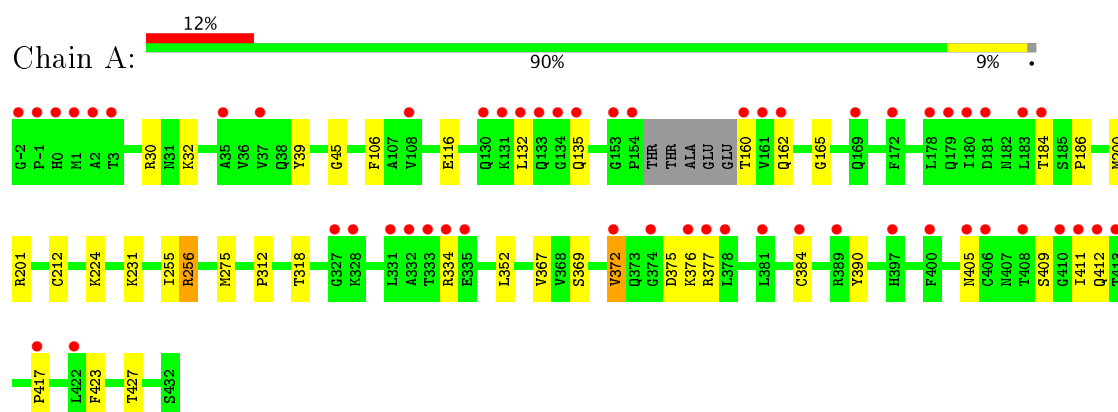 12%
Chain A:
90% 9% •
G-2 P-1 H0 M1 A2 T3 R30 N31 K32 A35 V36 V37 Q38 Y39 G45 F106 A107 V108 E116 Q130 K131 L132 Q133 G134 Q135 G153 P154 THR THR ALA GLU GLU T160 V161 Q162 G165 Q169 F172 L178 Q179 I180 D181 N182 L183 T184 S185 P186 M200
R201 C212 K224 K231 I255 R256 M275 P312 T318 G327 K328 L331 A332 T333 R334 E335 L352 V367 V368 S369 V372 Q373 G374 D375 K376 R377 L378 L381 C384 R389 Y390 H397 F400 N405 C406 N407 T408 S409 G410 I411 Q412 T413
P417 L422 F423 T427 S432